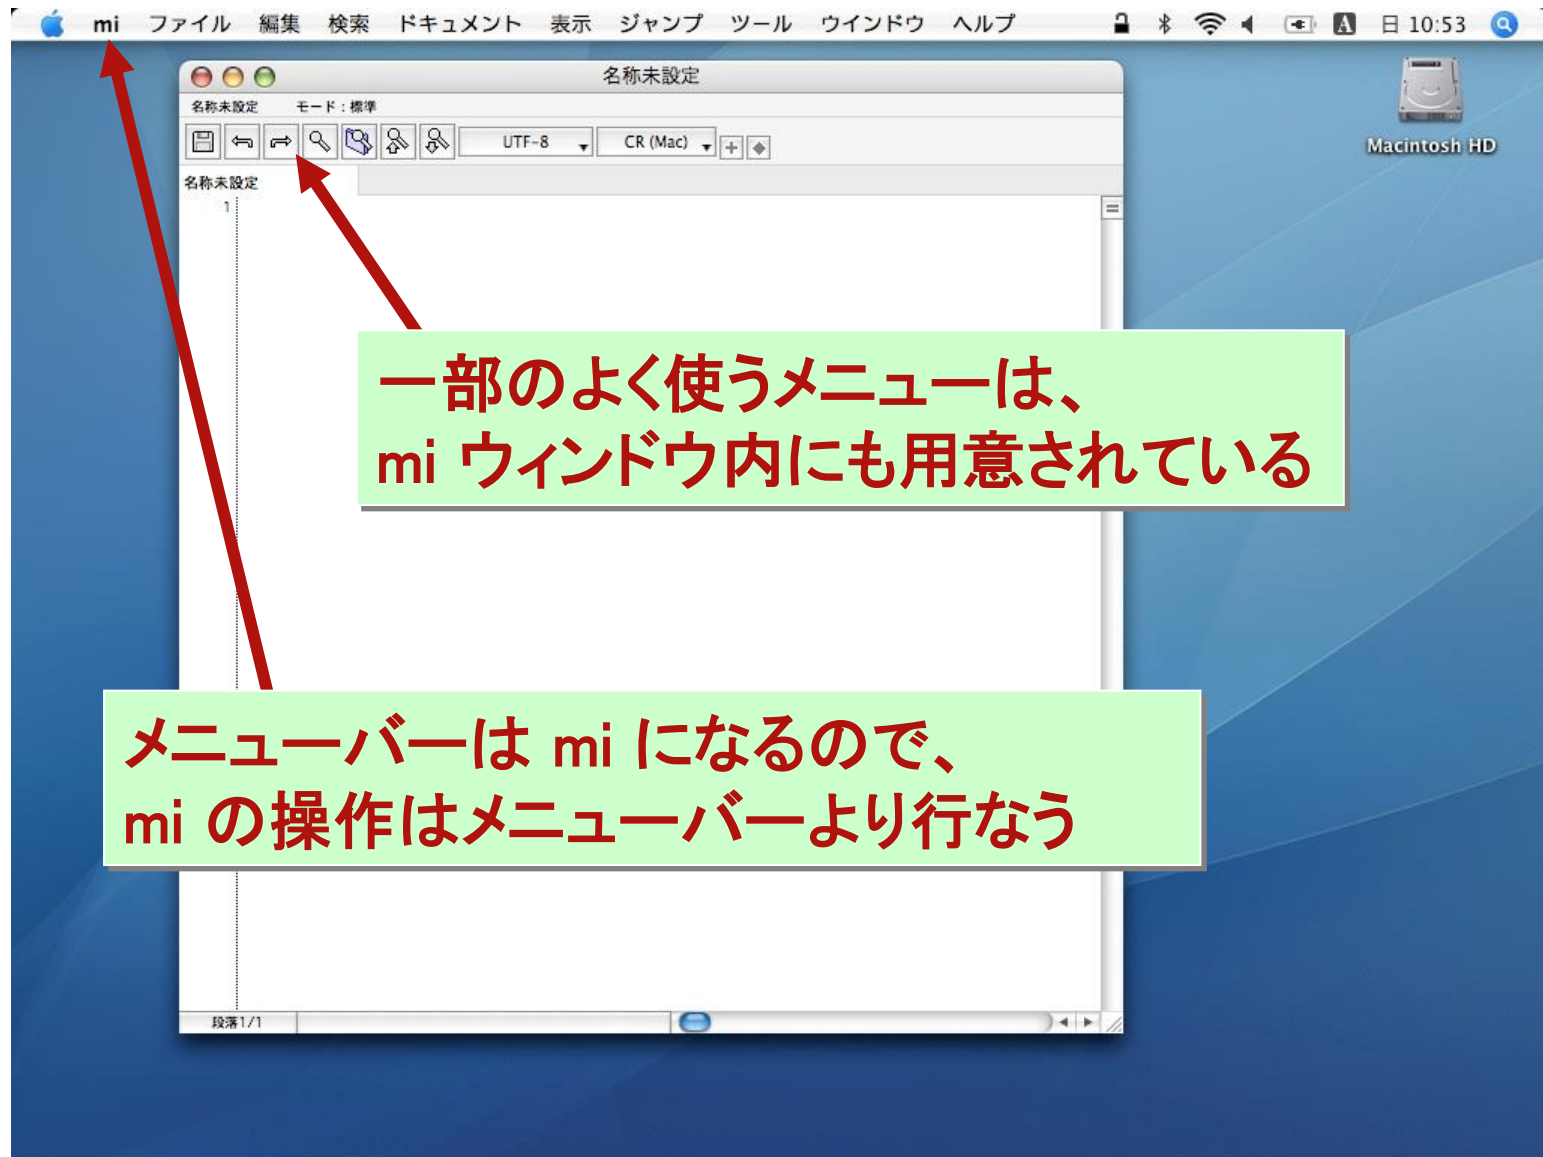 mi ファイル 編集 検索 ドキュメント 表示 ジャンプ ツール ウインドウ ヘルプ A 日 10:53
名称未設定
名称未設定 モード:標準
UTF-8 CR (Mac)
Macintosh HD
名称未設定
1
一部のよく使うメニューは、
mi ウィンドウ内にも用意されている
メニューバーは mi になるので、
mi の操作はメニューバーより行なう
段落1/1